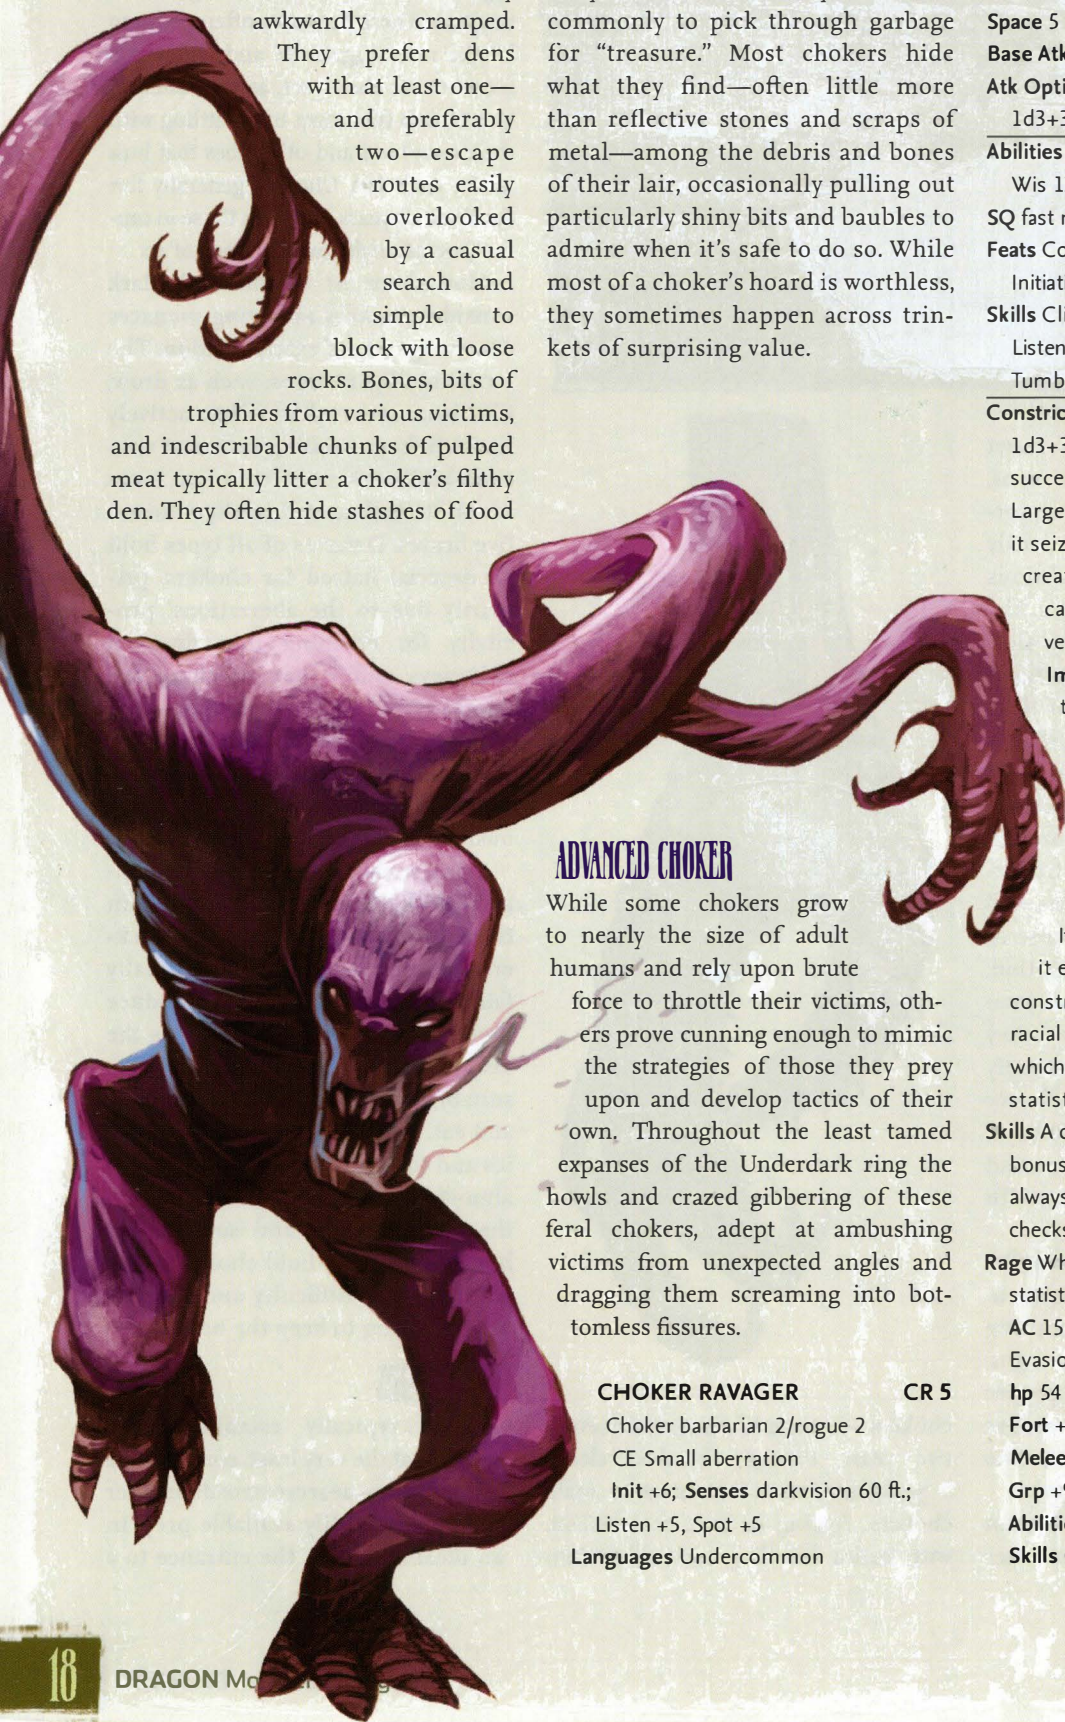 awkwardly cramped.
They prefer dens
with at least one—
and preferably
two—escape
routes easily
overlooked
by a casual
search and
simple to
block with loose
rocks. Bones, bits of
trophies from various victims,
and indescribable chunks of pulped
meat typically litter a choker's filthy
den. They often hide stashes of food
commonly to pick through garbage
for “treasure.” Most chokers hide
what they find—often little more
than reflective stones and scraps of
metal—among the debris and bones
of their lair, occasionally pulling out
particularly shiny bits and baubles to
admire when it's safe to do so. While
most of a choker's hoard is worthless,
they sometimes happen across trin-
kets of surprising value.
ADVANCED CHOKER
While some chokers grow
to nearly the size of adult
humans and rely upon brute
force to throttle their victims, oth-
ers prove cunning enough to mimic
the strategies of those they prey
upon and develop tactics of their
own. Throughout the least tamed
expanses of the Underdark ring the
howls and crazed gibbering of these
feral chokers, adept at ambushing
victims from unexpected angles and
dragging them screaming into bot-
tomless fissures.
CHOKER RAVAGER CR 5
Choker barbarian 2/rogue 2
CE Small aberration
Init +6; Senses darkvision 60 ft.;
Listen +5, Spot +5
Languages Undercommon
Space 5
Base Atk
Atk Opti
1d3+3
Abilities
Wis 1
SQ fast
Feats Co
Initiati
Skills Cli
Listen
Tumb
Constric
1d3+3
succe
Large
it seiz
crea
ca
ve
Im
t
it e
constr
racial
which
statist
Skills A
bonus
always
checks
Rage Wh
statist
AC 15
Evasio
hp 54
Fort +
Melee
Grp +
Abiliti
Skills
18 DRAGON